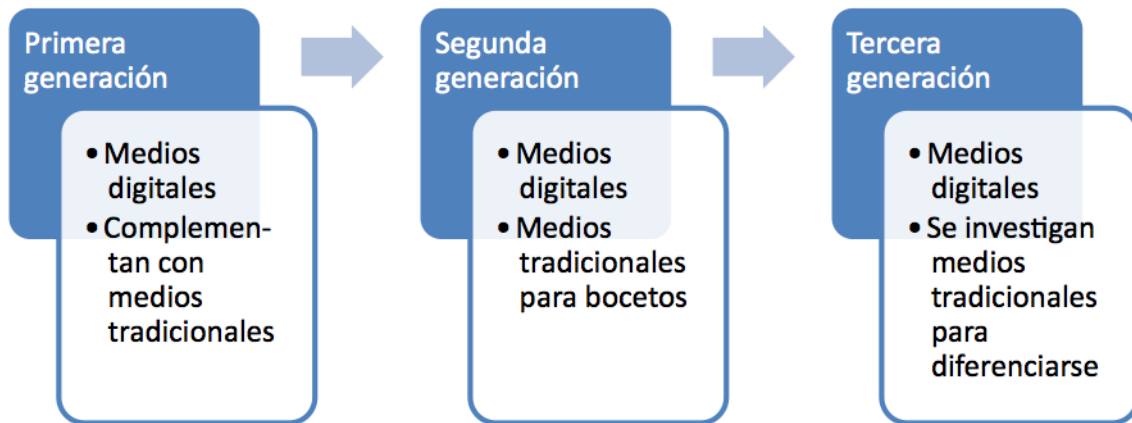 Primera
generación
• Medios
digitales
• Complemen-
tan con
medios
tradicionales
Segunda
generación
• Medios
digitales
• Medios
tradicionales
para bocetos
Tercera
generación
• Medios
digitales
• Se investigan
medios
tradicionales
para
diferenciarse